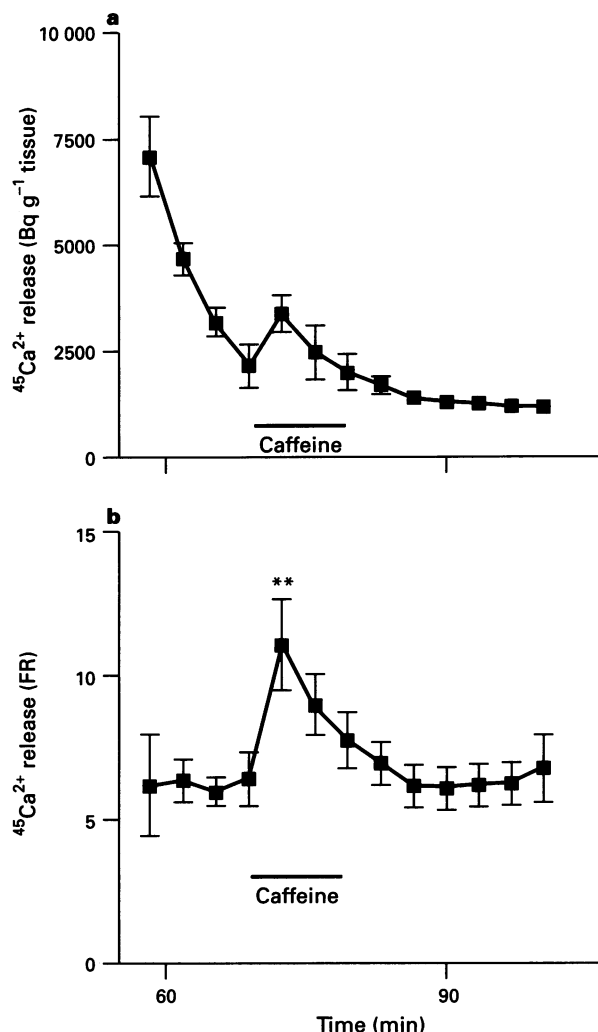 a
10 000
7500
5000
2500
0
⁴⁵Ca²⁺ release (Bq g⁻¹ tissue)
Caffeine
b
15
10
5
0
⁴⁵Ca²⁺ release (FR)
**
Caffeine
60
90
Time (min)